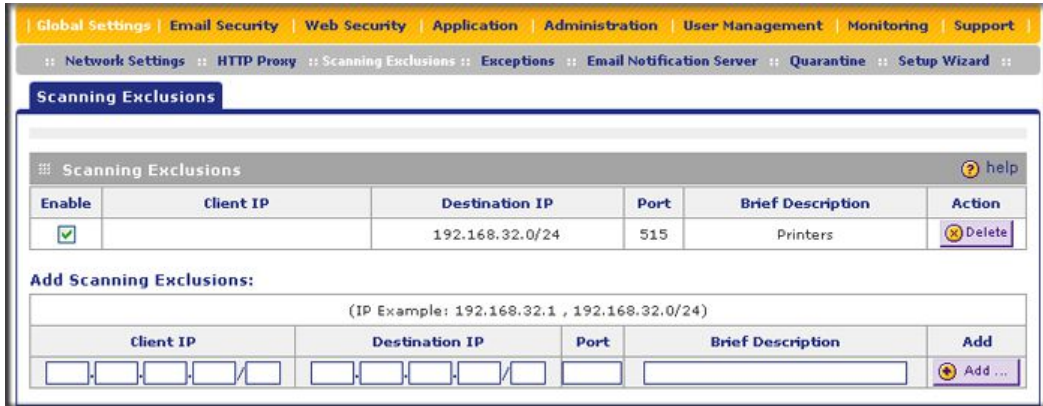 Global Settings | Email Security | Web Security | Application | Administration | User Management | Monitoring | Support
:: Network Settings :: HTTP Proxy :: Scanning Exclusions :: Exceptions :: Email Notification Server :: Quarantine :: Setup Wizard ::
Scanning Exclusions
Scanning Exclusions ? help
Enable Client IP Destination IP Port Brief Description Action
192.168.32.0/24 515 Printers Delete
Add Scanning Exclusions:
(IP Example: 192.168.32.1 , 192.168.32.0/24)
Client IP Destination IP Port Brief Description Add
. . . / . . . / Add ...